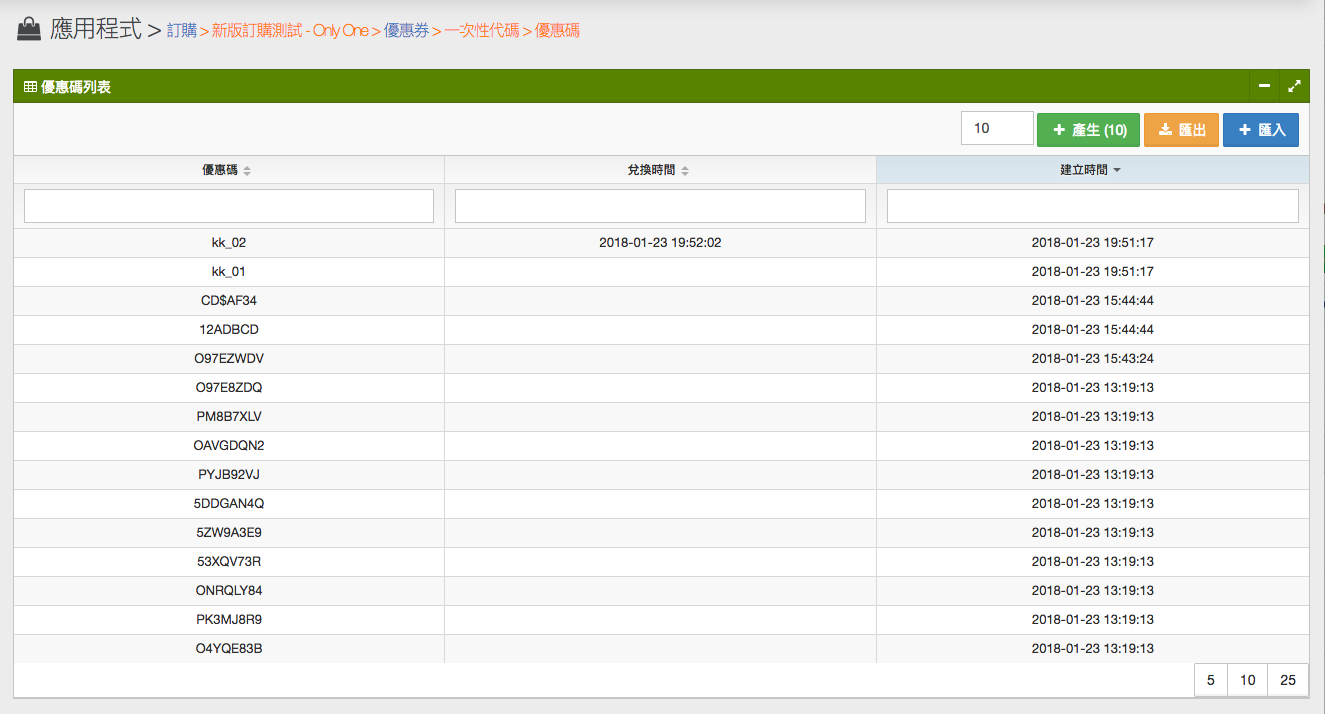 應用程式 > 訂購 > 新版訂購測試 - Only One > 優惠券 > 一次性代碼 > 優惠碼
優惠碼列表
10 產生 (10) 匯出 匯入
優惠碼 兌換時間 建立時間
kk_02 2018-01-23 19:52:02 2018-01-23 19:51:17
kk_01 2018-01-23 19:51:17
CD$AF34 2018-01-23 15:44:44
12ADBCD 2018-01-23 15:44:44
O97EZWDV 2018-01-23 15:43:24
O97E8ZDQ 2018-01-23 13:19:13
PM8B7XLV 2018-01-23 13:19:13
OAVGDQN2 2018-01-23 13:19:13
PYJB92VJ 2018-01-23 13:19:13
5DDGAN4Q 2018-01-23 13:19:13
5ZW9A3E9 2018-01-23 13:19:13
53XQV73R 2018-01-23 13:19:13
ONRQLY84 2018-01-23 13:19:13
PK3MJ8R9 2018-01-23 13:19:13
O4YQE83B 2018-01-23 13:19:13
5 10 25